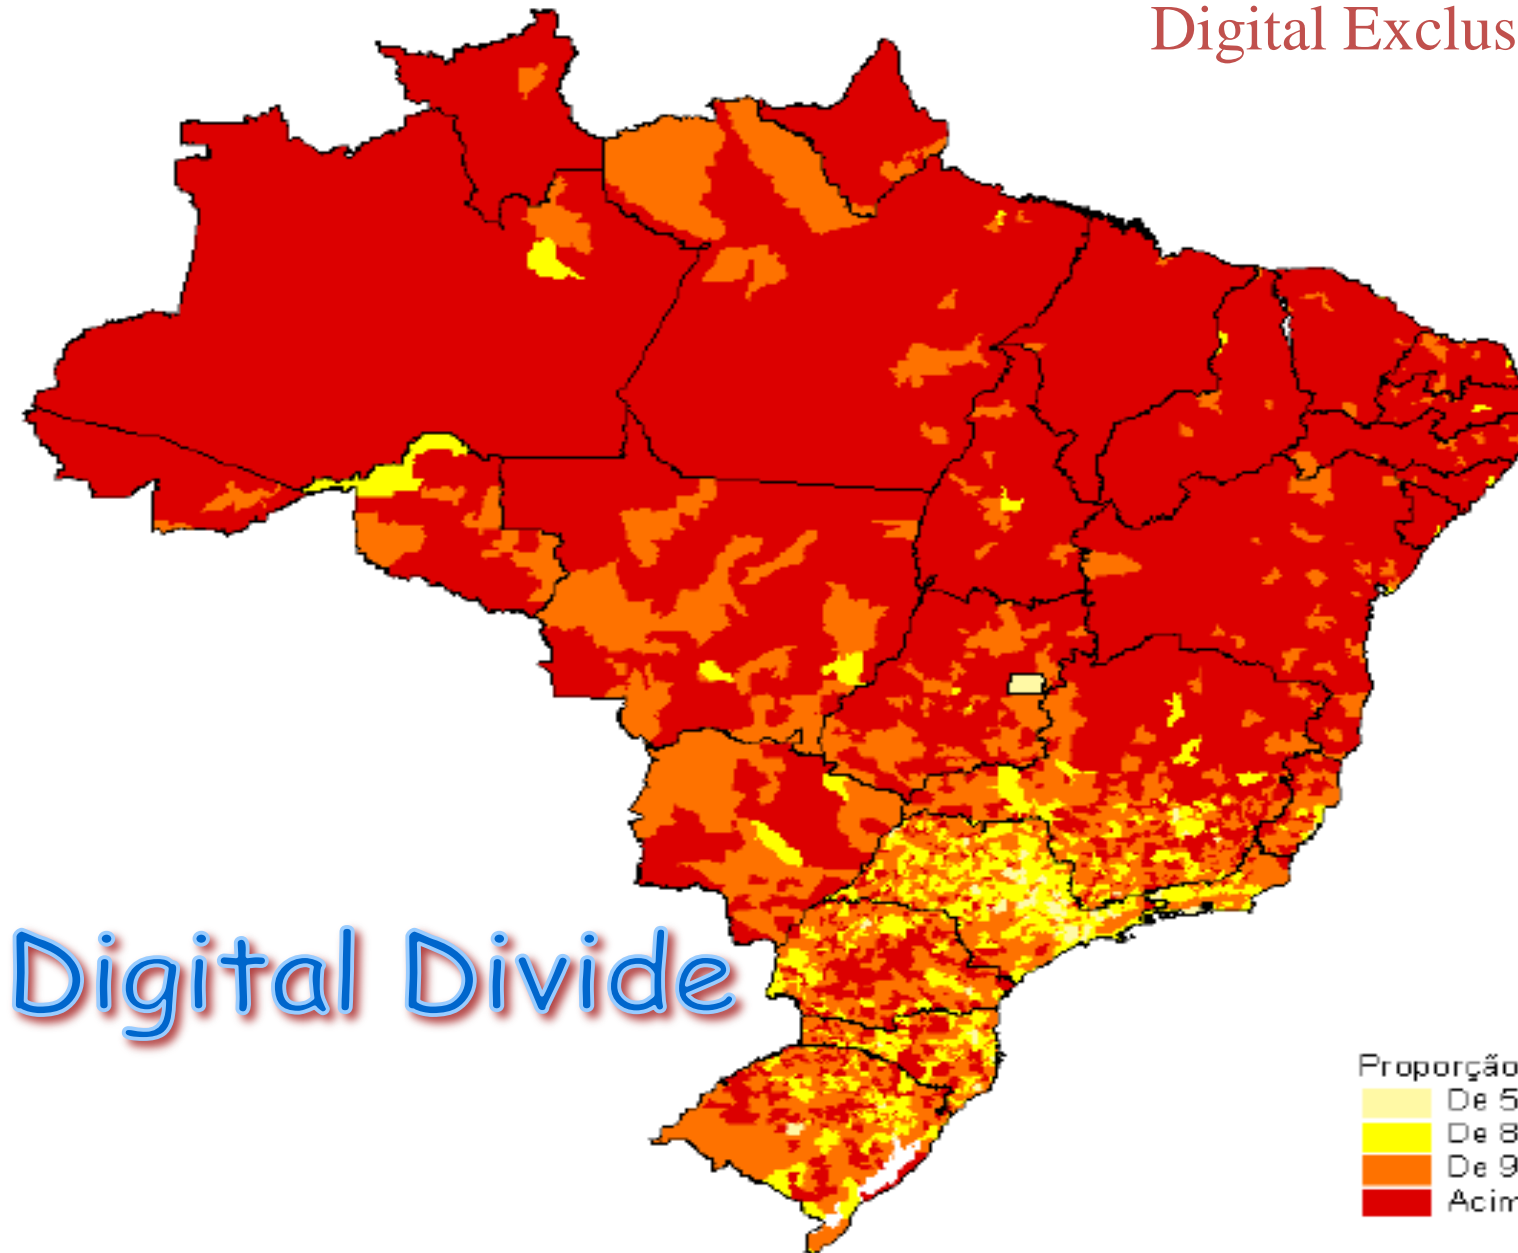 Digital Exclus
Digital Divide
Proporção
De 5
De 8
De 9
Acim